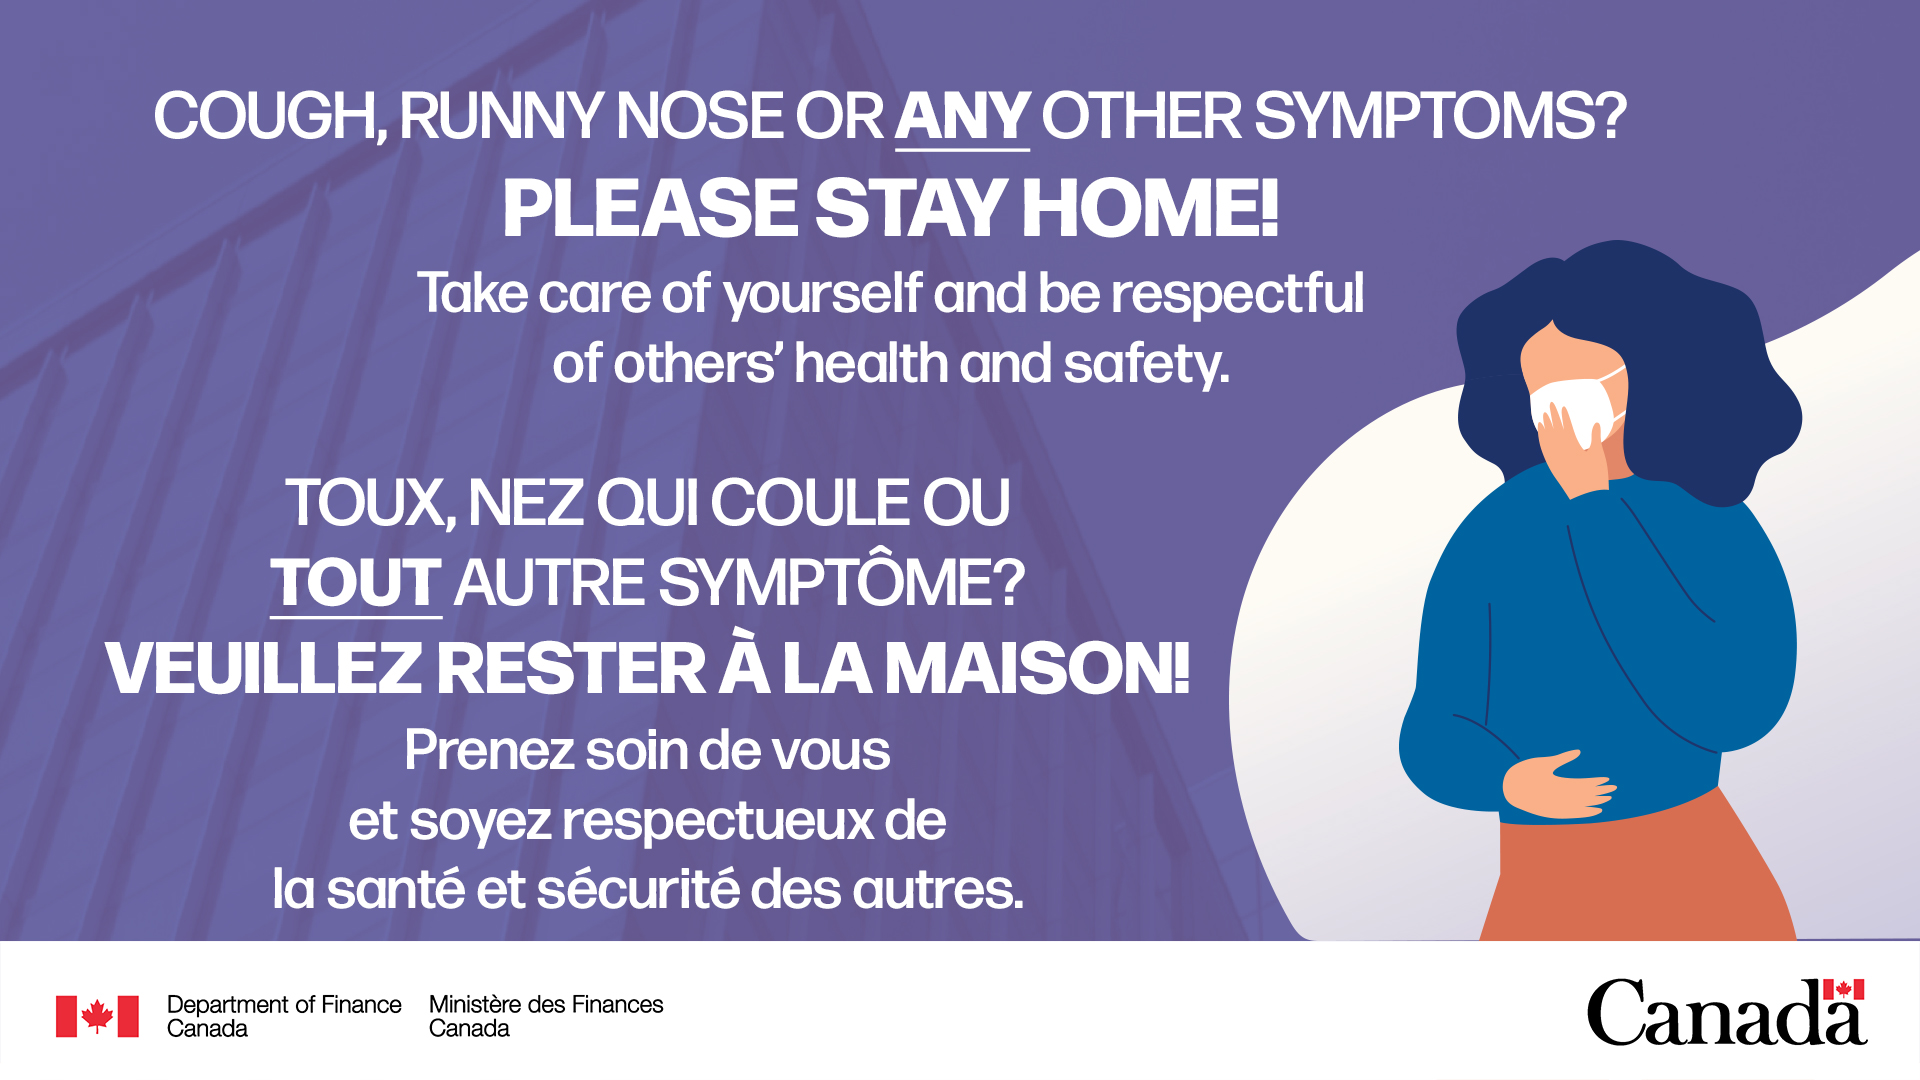 COUGH, RUNNY NOSE OR ANY OTHER SYMPTOMS?
PLEASE STAY HOME!
Take care of yourself and be respectful
of others’ health and safety.
TOUX, NEZ QUI COULE OU
TOUT AUTRE SYMPTÔME?
VEUILLEZ RESTER À LA MAISON!
Prenez soin de vous
et soyez respectueux de
la santé et sécurité des autres.
Department of Finance
Canada
Ministère des Finances
Canada
Canada